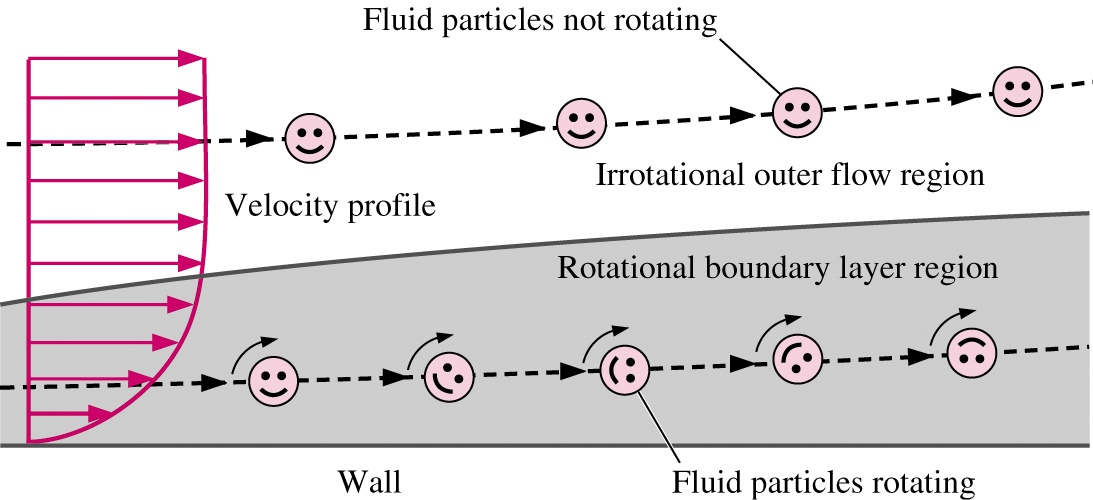 Fluid particles not rotating
Irrotational outer flow region
Velocity profile
Rotational boundary layer region
Wall
Fluid particles rotating